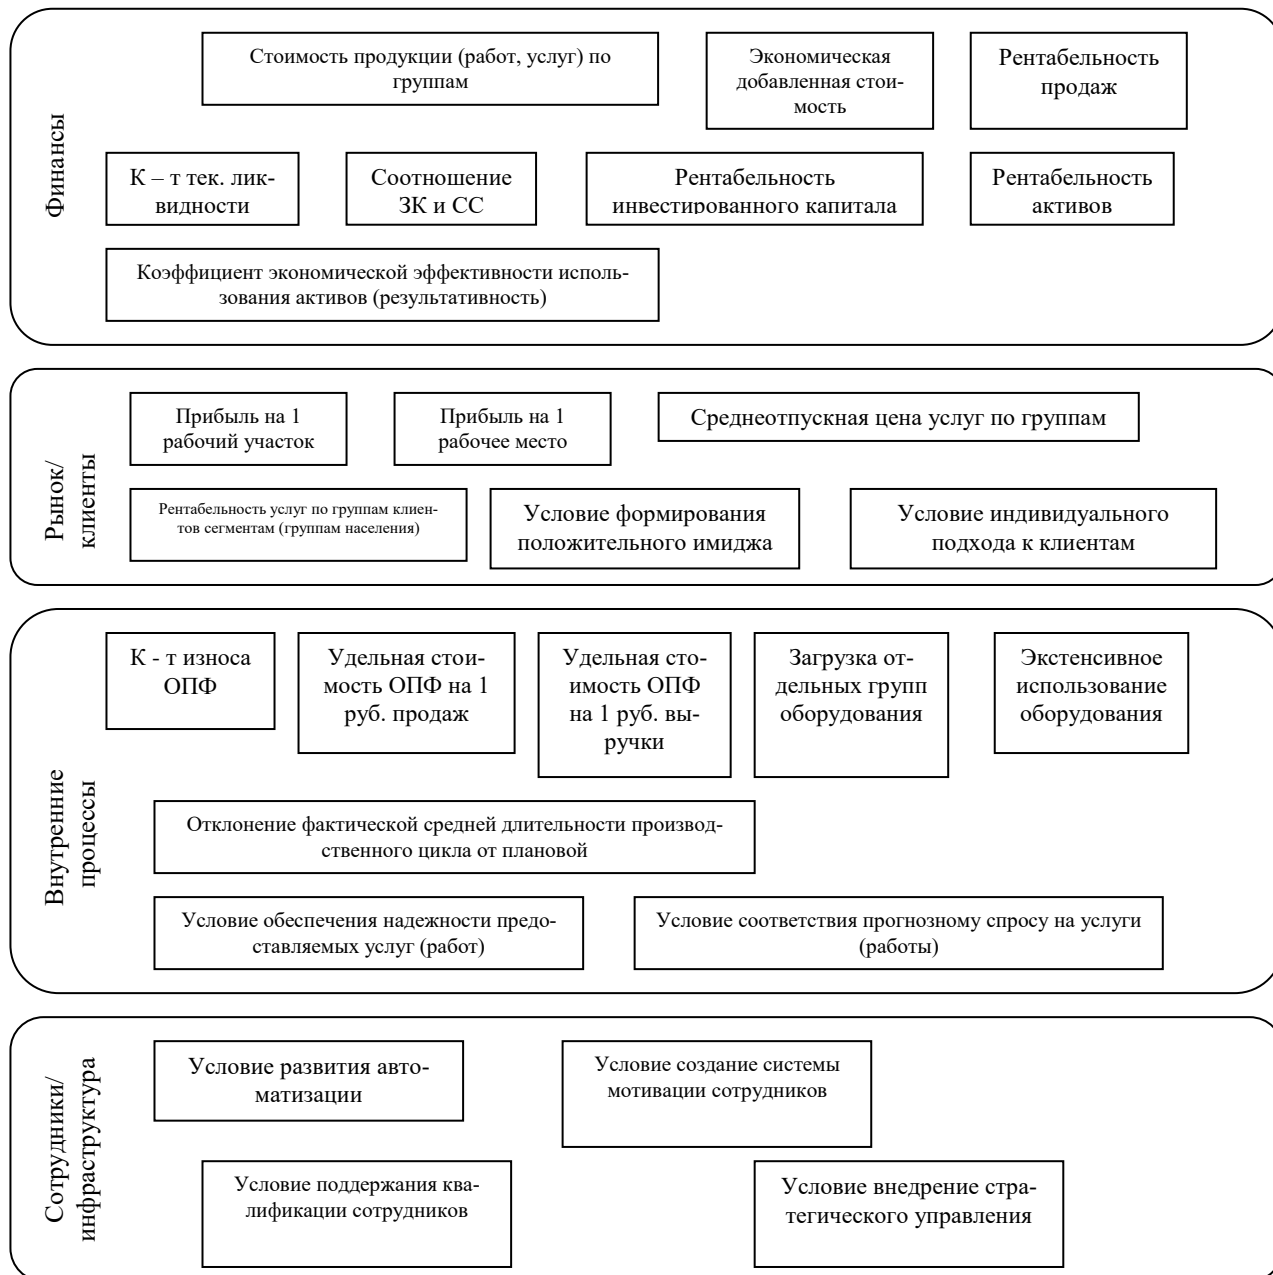 Финансы
Стоимость продукции (работ, услуг) по
группам
Экономическая
добавленная стои-
мость
Рентабельность
продаж
К – т тек. лик-
видности
Соотношение
ЗК и СС
Рентабельность
инвестированного капитала
Рентабельность
активов
Коэффициент экономической эффективности исполь-
зования активов (результативность)
Рынок/
клиенты
Прибыль на 1
рабочий участок
Прибыль на 1
рабочее место
Среднеотпускная цена услуг по группам
Рентабельность услуг по группам клиен-
тов сегментам (группам населения)
Условие формирования
положительного имиджа
Условие индивидуального
подхода к клиентам
Внутренние
процессы
К - т износа
ОПФ
Удельная стои-
мость ОПФ на 1
руб. продаж
Удельная сто-
имость ОПФ
на 1 руб. вы-
ручки
Загрузка от-
дельных групп
оборудования
Экстенсивное
использование
оборудования
Отклонение фактической средней длительности производ-
ственного цикла от плановой
Условие обеспечения надежности предо-
ставляемых услуг (работ)
Условие соответствия прогнозному спросу на услуги
(работы)
Сотрудники/
инфраструктура
Условие развития авто-
матизации
Условие создание системы
мотивации сотрудников
Условие поддержания ква-
лификации сотрудников
Условие внедрение стра-
тегического управления